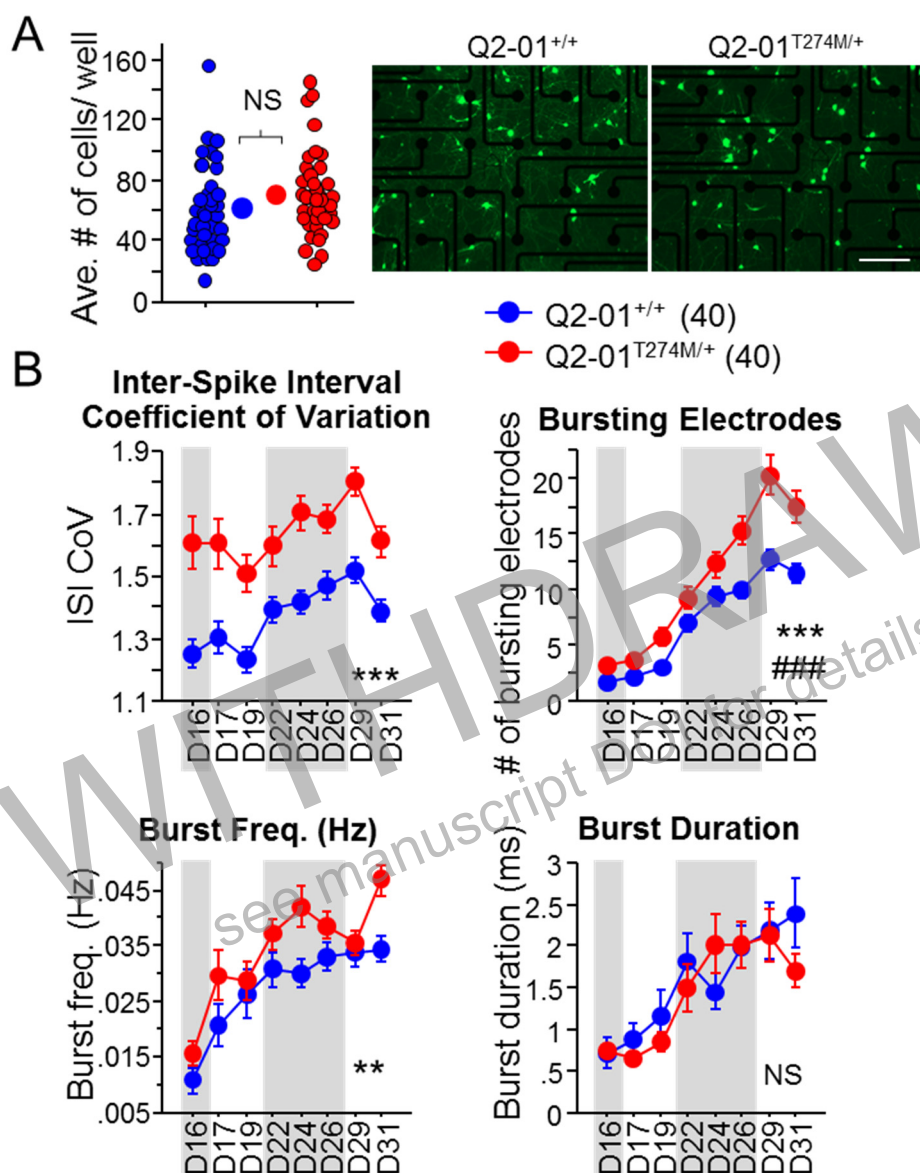 A
Ave. # of cells/ well
160
120
80
40
0
NS
Q2-01+/+
Q2-01T274M/+
Q2-01+/+ (40)
Q2-01T274M/+ (40)
B
Inter-Spike Interval
Coefficient of Variation
ISI CoV
1.9
1.7
1.5
1.3
1.1
***
D16
D17
D19
D22
D24
D26
D29
D31
Bursting Electrodes
# of bursting electrodes
20
15
10
5
0
***
###
D16
D17
D19
D22
D24
D26
D29
D31
Burst Freq. (Hz)
Burst freq. (Hz)
.045
.035
.025
.015
.005
**
D16
D17
D19
D22
D24
D26
D29
D31
Burst Duration
Burst duration (ms)
3
2.5
2
1.5
1
.5
0
NS
D16
D17
D19
D22
D24
D26
D29
D31
WITHDRAW
see manuscript DOI for details